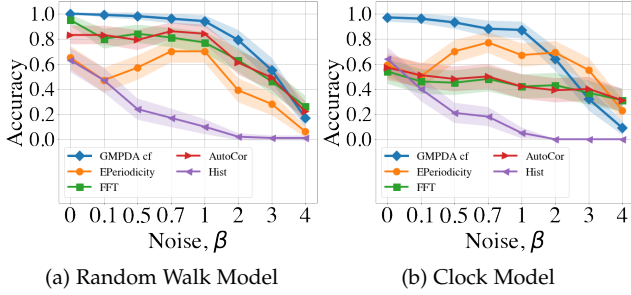 Accuracy
1.0
0.8
0.6
0.4
0.2
0.0
GMPDA cf
EPeriodicity
FFT
AutoCor
Hist
0 0.1 0.5 0.7 1 2 3 4
Noise, β
(a) Random Walk Model
Accuracy
1.0
0.8
0.6
0.4
0.2
0.0
GMPDA cf
EPeriodicity
FFT
AutoCor
Hist
0 0.1 0.5 0.7 1 2 3 4
Noise, β
(b) Clock Model